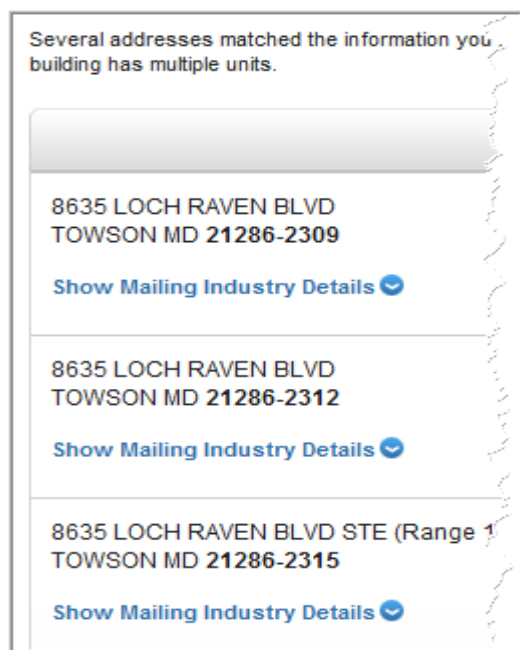 Several addresses matched the information you
building has multiple units.
8635 LOCH RAVEN BLVD
TOWSON MD 21286-2309
Show Mailing Industry Details
8635 LOCH RAVEN BLVD
TOWSON MD 21286-2312
Show Mailing Industry Details
8635 LOCH RAVEN BLVD STE (Range 1
TOWSON MD 21286-2315
Show Mailing Industry Details